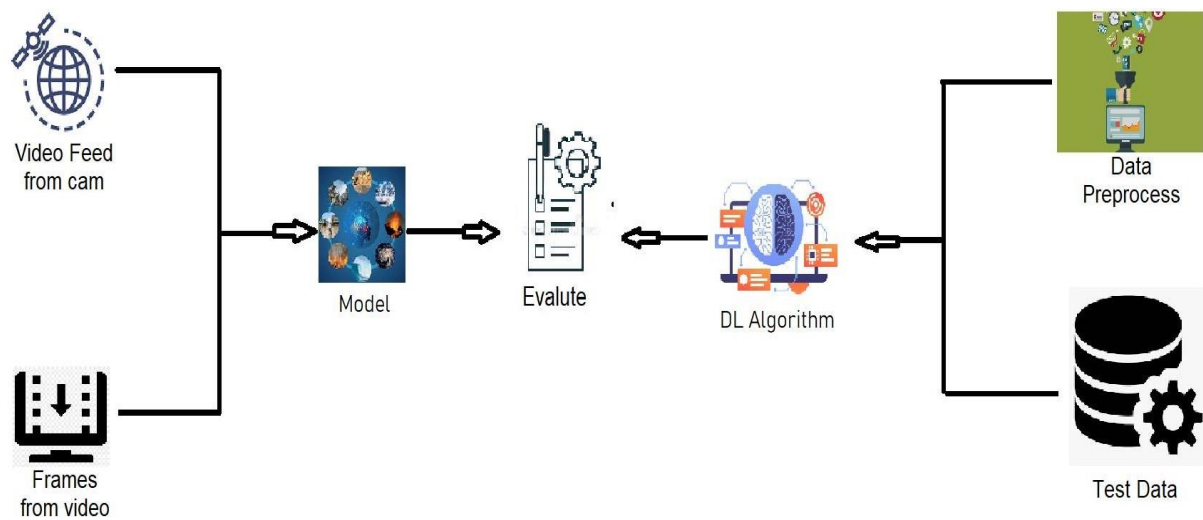 Video Feed
from cam
Frames
from video
Model
Evalute
DL Algorithm
Data
Preprocess
Test Data